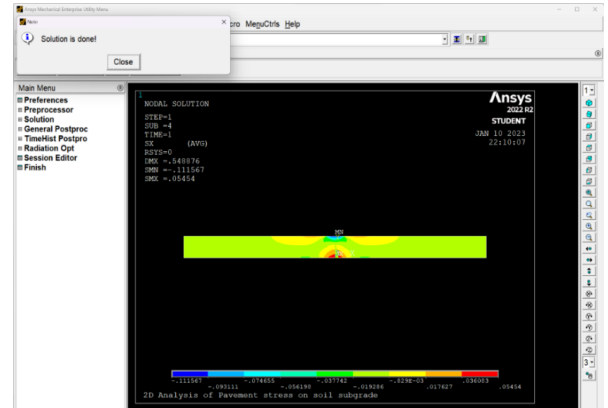 Ansys Mechanical Enterprise Utility Menu
Note
cro MenuCtrls Help
Solution is done!
Close
Main Menu
Preferences
Preprocessor
Solution
General Postproc
TimeHist Postpro
Radiation Opt
Session Editor
Finish
1
NODAL SOLUTION
STEP=1
SUB =4
TIME=1
SX (AVG)
RSYS=0
DMX =.548876
SMN =-.111567
SMX =.05454
Ansys
2022 R2
STUDENT
JAN 10 2023
22:10:07
MN
-.111567 -.074655 -.037742 -.829E-03 .036083
-.093111 -.056198 -.019286 .017627 .05454
2D Analysis of Pavement stress on soil subgrade
1
3